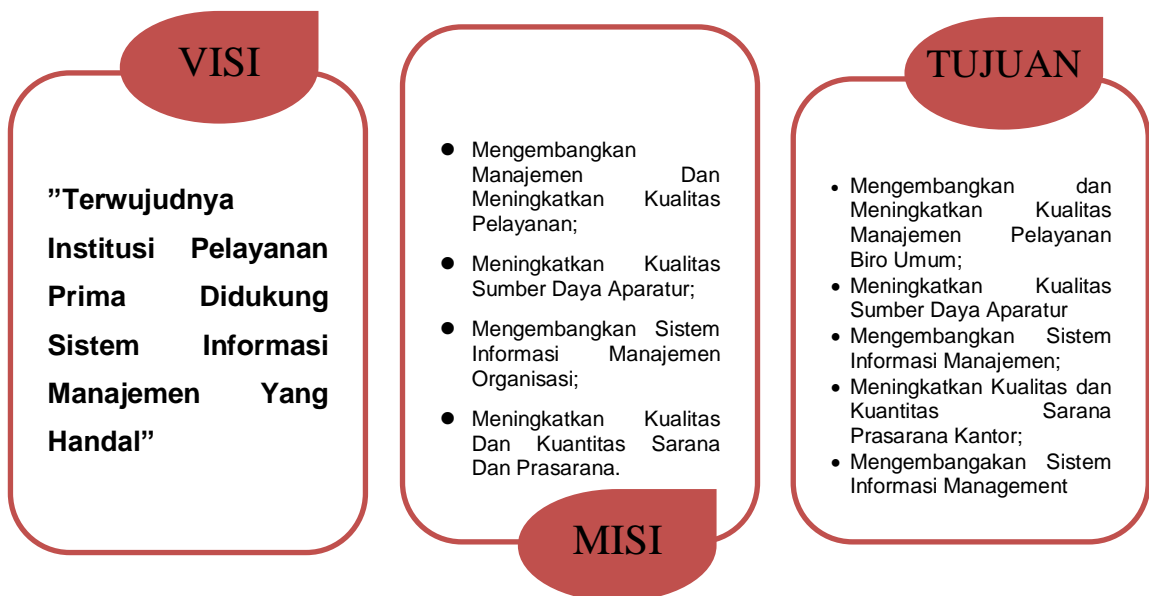 VISI
”Terwujudnya
Institusi Pelayanan
Prima Didukung
Sistem Informasi
Manajemen Yang
Handal”
● Mengembangkan
Manajemen Dan
Meningkatkan Kualitas
Pelayanan;
● Meningkatkan Kualitas
Sumber Daya Aparatur;
● Mengembangkan Sistem
Informasi Manajemen
Organisasi;
● Meningkatkan Kualitas
Dan Kuantitas Sarana
Dan Prasarana.
MISI
TUJUAN
• Mengembangkan dan
Meningkatkan Kualitas
Manajemen Pelayanan
Biro Umum;
• Meningkatkan Kualitas
Sumber Daya Aparatur
• Mengembangkan Sistem
Informasi Manajemen;
• Meningkatkan Kualitas dan
Kuantitas Sarana
Prasarana Kantor;
• Mengembangakan Sistem
Informasi Management